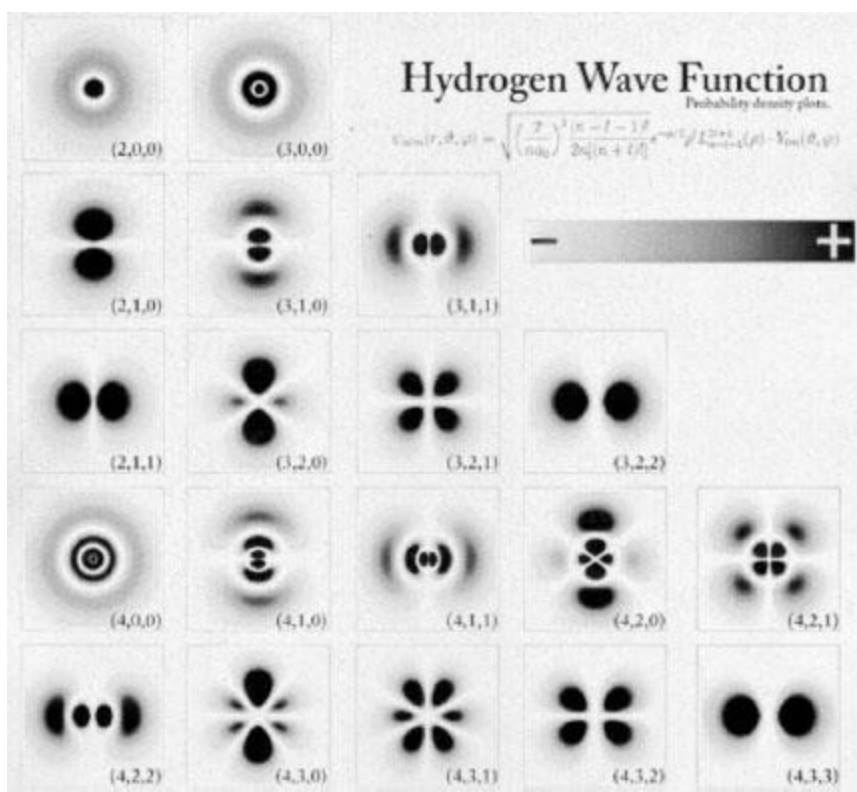 Hydrogen Wave Function
Probability density plots.
(2,0,0) (3,0,0)
− +
(2,1,0) (3,1,0) (3,1,1)
(2,1,1) (3,2,0) (3,2,1) (3,2,2)
(4,0,0) (4,1,0) (4,1,1) (4,2,0) (4,2,1)
(4,2,2) (4,3,0) (4,3,1) (4,3,2) (4,3,3)